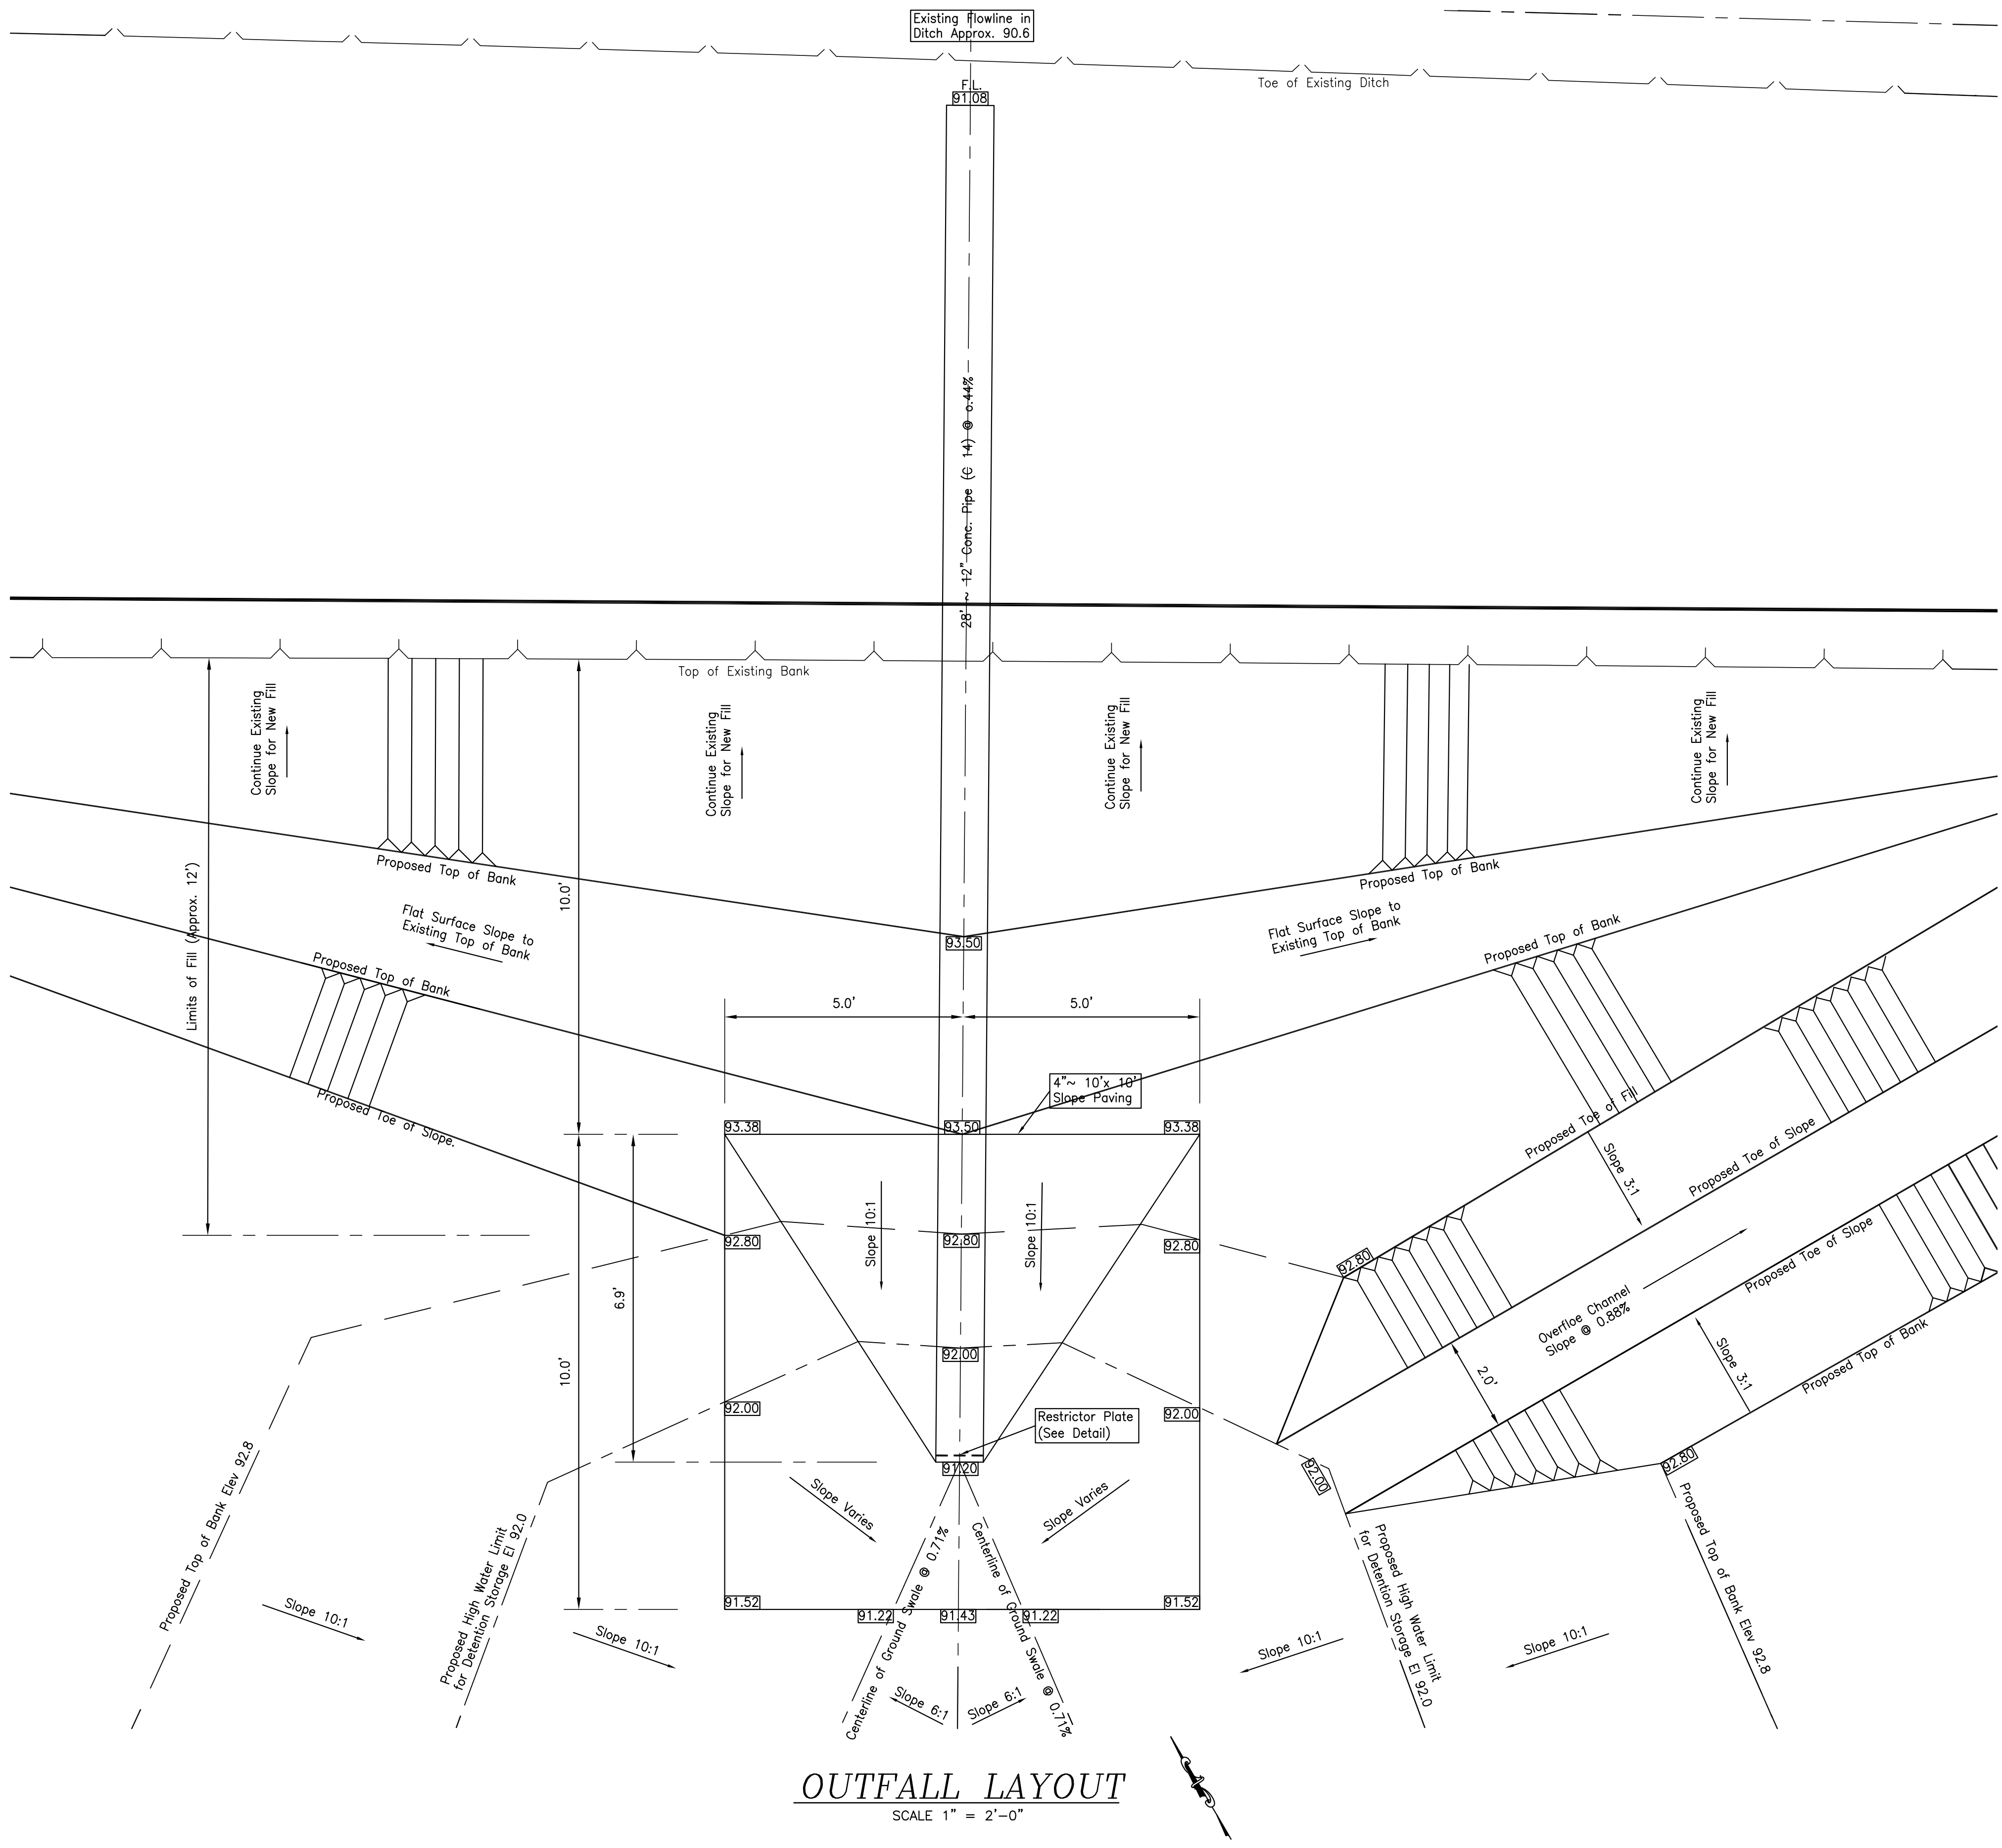 Existing Flowline in
Ditch Approx. 90.6
Toe of Existing Ditch
F.L.
91.08
28' ~ 12" Conc. Pipe (C 14) @ 0.44%
Top of Existing Bank
Continue Existing
Slope for New Fill
Continue Existing
Slope for New Fill
Continue Existing
Slope for New Fill
Continue Existing
Slope for New Fill
Proposed Top of Bank
Proposed Top of Bank
Limits of Fill (Approx. 12')
10.0'
Flat Surface Slope to
Existing Top of Bank
93.50
Flat Surface Slope to
Existing Top of Bank
Proposed Top of Bank
Proposed Top of Bank
5.0'
5.0'
4"~ 10'x 10'
Slope Paving
Proposed Toe of Slope.
93.38
93.50
93.38
Proposed Toe of Fill
Slope 3:1
Proposed Toe of Slope
Slope 10:1
Slope 10:1
92.80
92.80
92.80
92.80
6.9'
10.0'
Proposed Toe of Slope
Overfloe Channel
Slope @ 0.88%
92.00
2.0'
Slope 3:1
Proposed Top of Bank
92.00
92.00
Restrictor Plate
(See Detail)
91.20
92.00
92.80
Proposed Top of Bank Elev 92.8
Proposed High Water Limit
for Detention Storage El 92.0
Slope Varies
Slope Varies
Centerline of Ground Swale @ 0.71%
Centerline of Ground Swale @ 0.71%
Proposed High Water Limit
for Detention Storage El 92.0
Proposed Top of Bank Elev 92.8
91.52
91.22
91.43
91.22
91.52
Slope 10:1
Slope 10:1
Slope 10:1
Slope 10:1
Slope 6:1
Slope 6:1
OUTFALL LAYOUT
SCALE 1" = 2'-0"